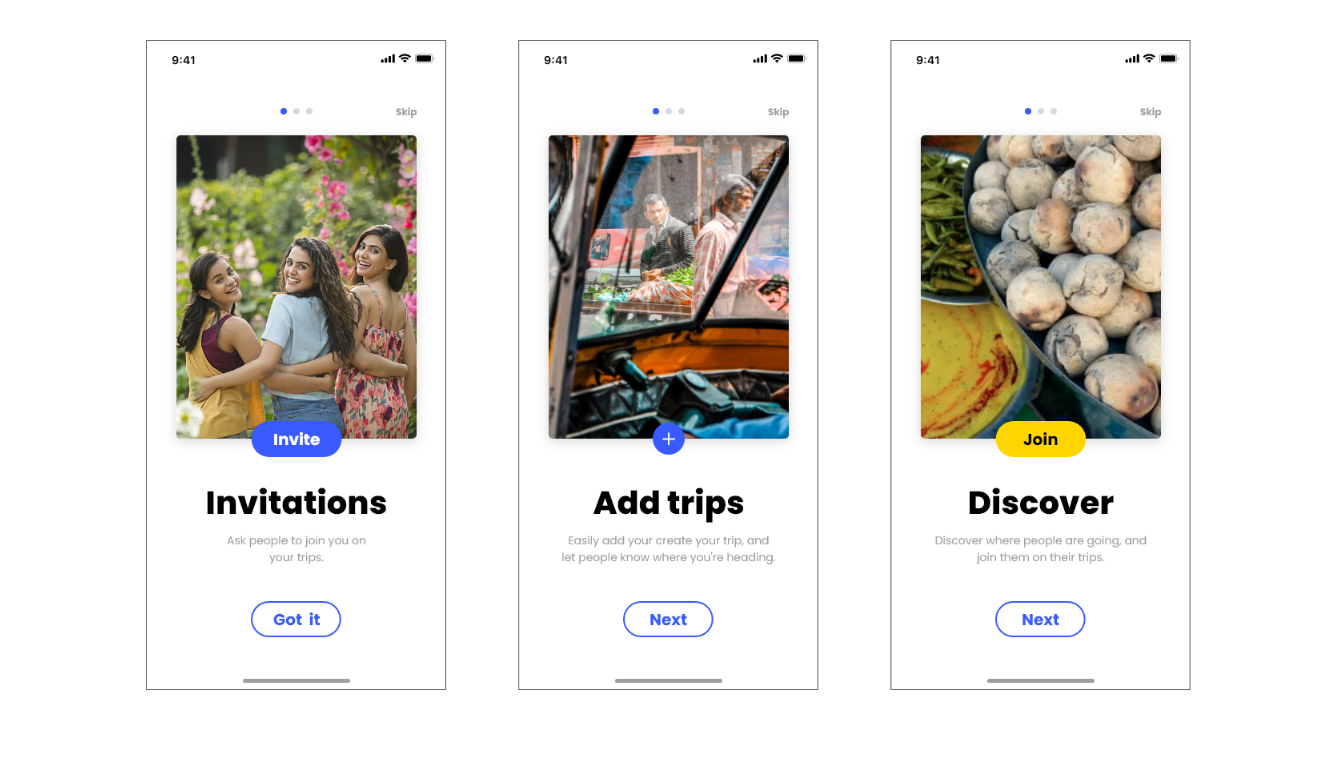 9:41
Skip
Invite
Invitations
Ask people to join you on
your trips.
Got it
9:41
Skip
+
Add trips
Easily add your create your trip, and
let people know where you're heading.
Next
9:41
Skip
Join
Discover
Discover where people are going, and
join them on their trips.
Next